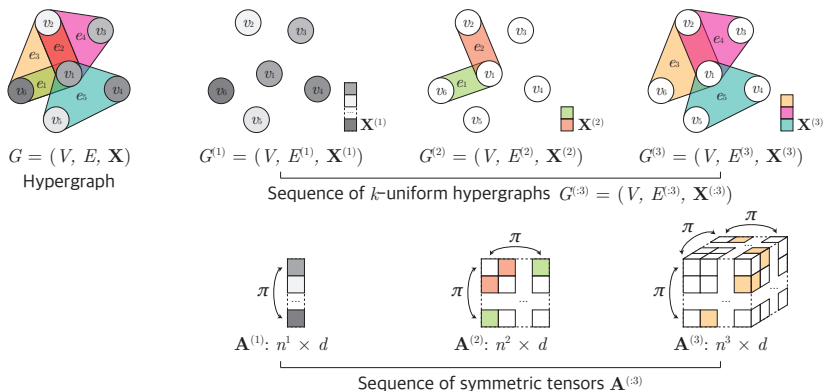 v₂ v₃ e₄ e₃ e₂ v₁ e₁ v₆ e₅ v₄ v₅
v₂ v₃ v₁ v₆ v₄ v₅ X⁽¹⁾
v₂ v₃ e₂ v₁ e₁ v₆ v₄ v₅ X⁽²⁾
v₂ v₃ e₄ e₃ v₁ v₆ e₅ v₄ v₅ X⁽³⁾
G = (V, E, X)
G⁽¹⁾ = (V, E⁽¹⁾, X⁽¹⁾)
G⁽²⁾ = (V, E⁽²⁾, X⁽²⁾)
G⁽³⁾ = (V, E⁽³⁾, X⁽³⁾)
Hypergraph
Sequence of k-uniform hypergraphs G⁽:³⁾ = (V, E⁽:³⁾, X⁽:³⁾)
π ...
π π ...
π π π ... ... ...
A⁽¹⁾: n¹ × d
A⁽²⁾: n² × d
A⁽³⁾: n³ × d
Sequence of symmetric tensors A⁽:³⁾